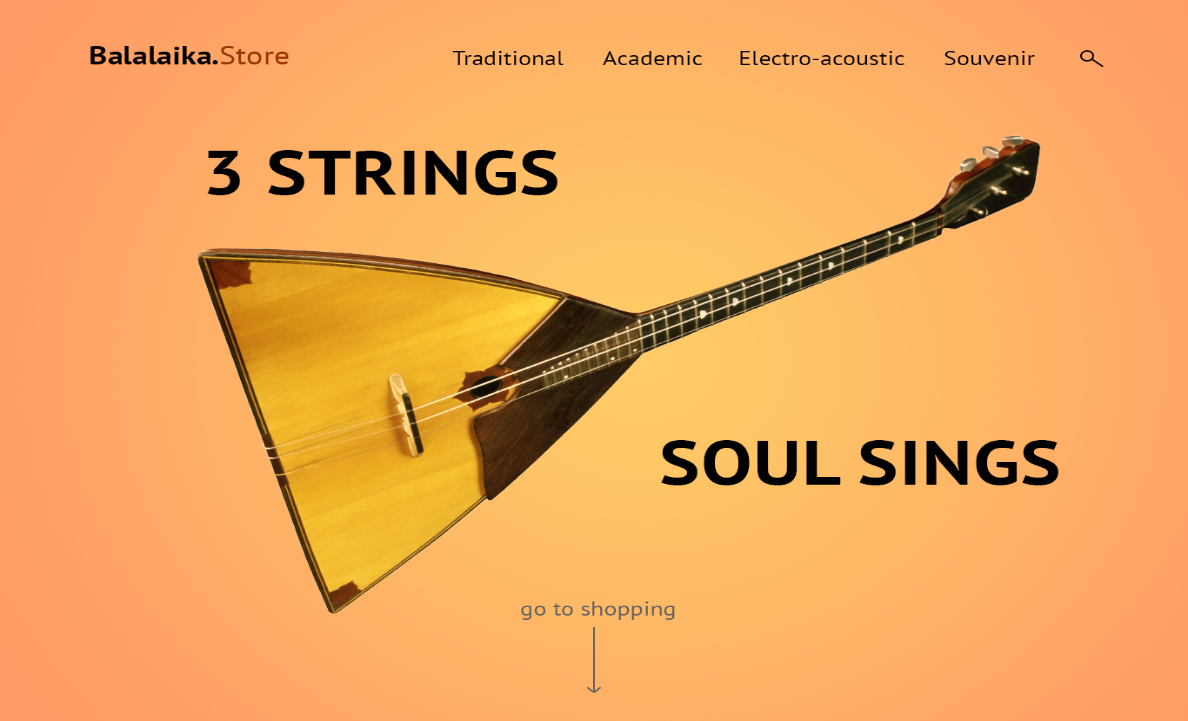 Balalaika.Store
Traditional Academic Electro-acoustic Souvenir
3 STRINGS
SOUL SINGS
go to shopping